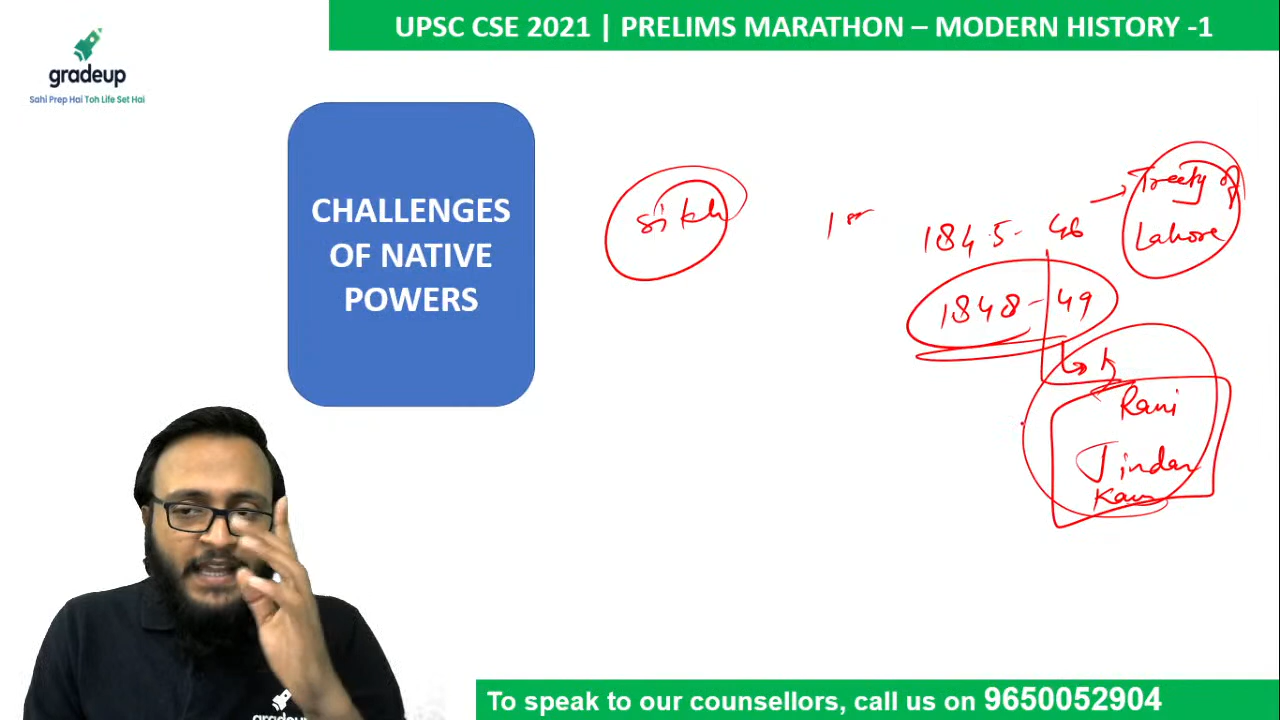 UPSC CSE 2021 | PRELIMS MARATHON – MODERN HISTORY -1
gradeup
Sahi Prep Hai Toh Life Set Hai
CHALLENGES
OF NATIVE
POWERS
sikh
1st
1845-46
Treaty of
Lahore
1848-49
Rani
Jindan
Kaur
gradeup
To speak to our counsellors, call us on 9650052904